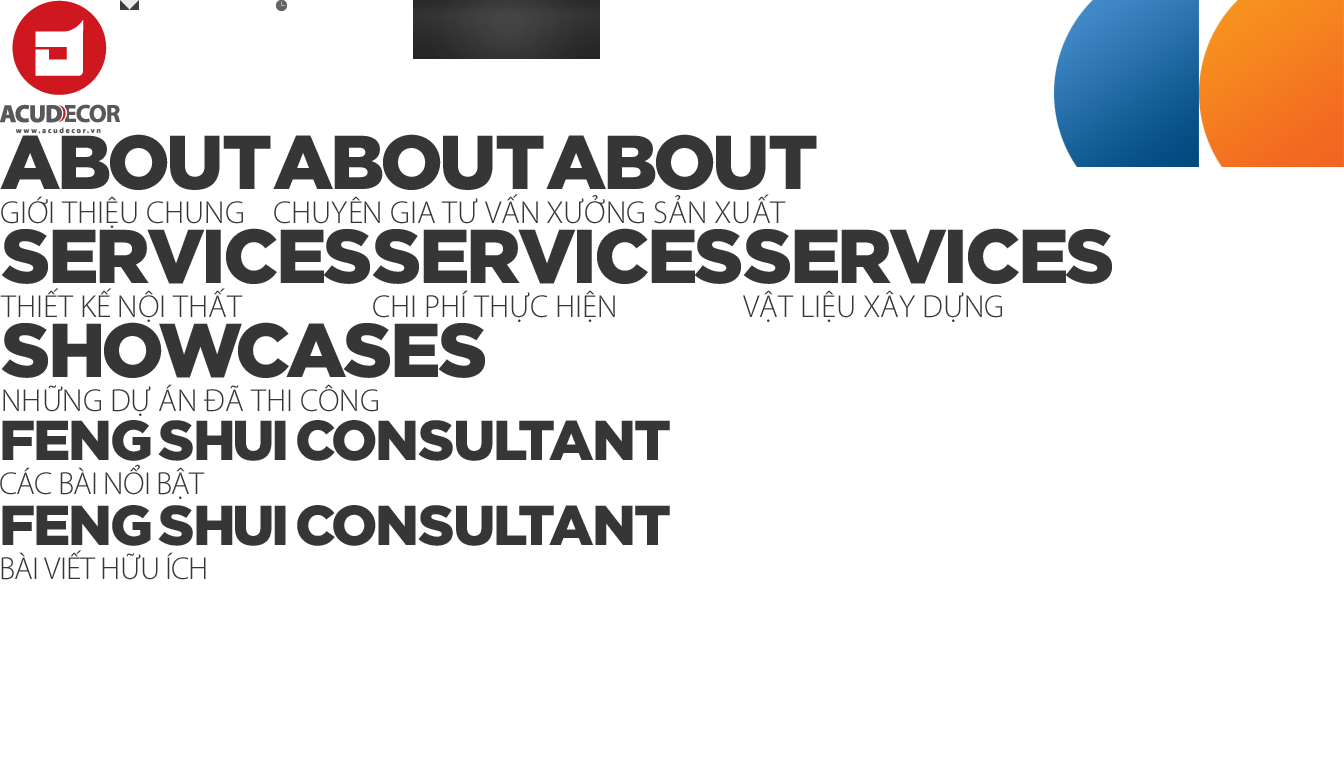 ACUDECOR
www.acudecor.vn
ABOUT ABOUT ABOUT
GIỚI THIỆU CHUNG CHUYÊN GIA TƯ VẤN XƯỞNG SẢN XUẤT
SERVICES SERVICES SERVICES
THIẾT KẾ NỘI THẤT CHI PHÍ THỰC HIỆN VẬT LIỆU XÂY DỰNG
SHOWCASES
NHỮNG DỰ ÁN ĐÃ THI CÔNG
FENG SHUI CONSULTANT
CÁC BÀI NỔI BẬT
FENG SHUI CONSULTANT
BÀI VIẾT HỮU ÍCH